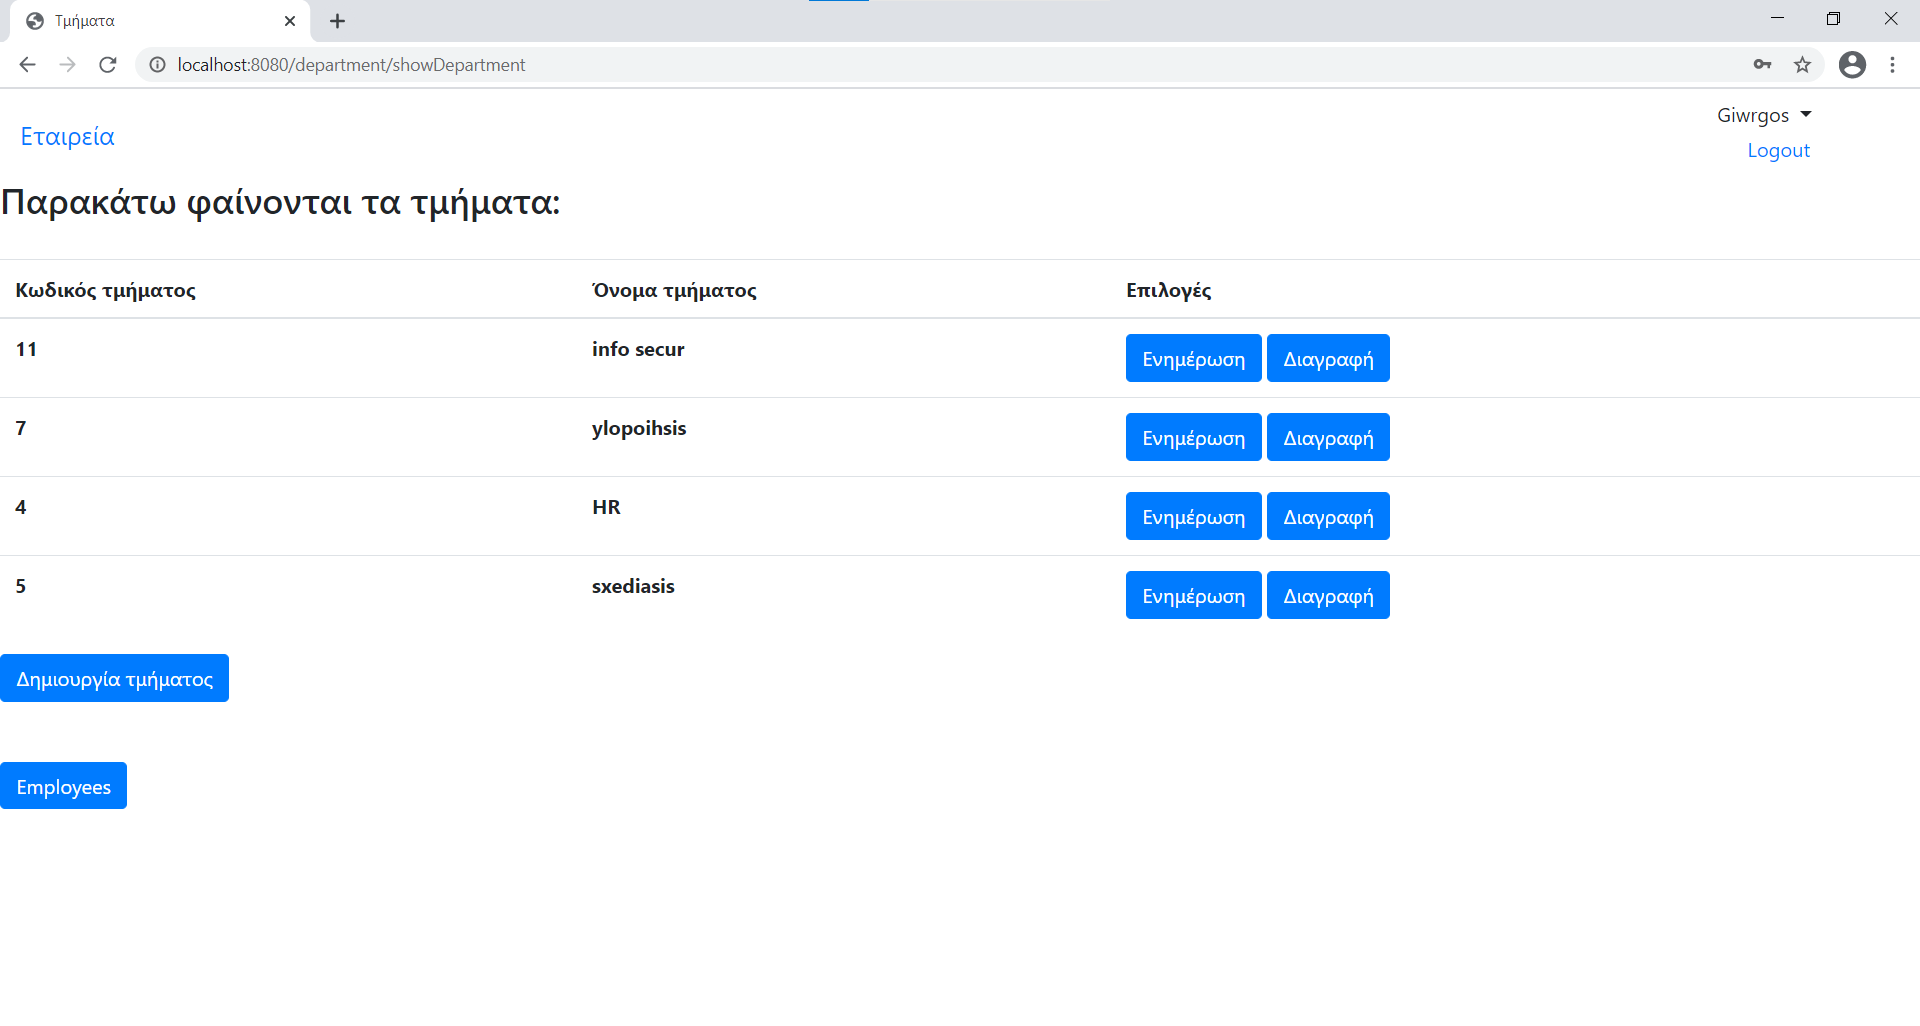 Τμήματα
localhost:8080/department/showDepartment
Giwrgos
Εταιρεία
Logout
Παρακάτω φαίνονται τα τμήματα:
Κωδικός τμήματος Όνομα τμήματος Επιλογές
11 info secur Ενημέρωση Διαγραφή
7 ylopoihsis Ενημέρωση Διαγραφή
4 HR Ενημέρωση Διαγραφή
5 sxediasis Ενημέρωση Διαγραφή
Δημιουργία τμήματος
Employees